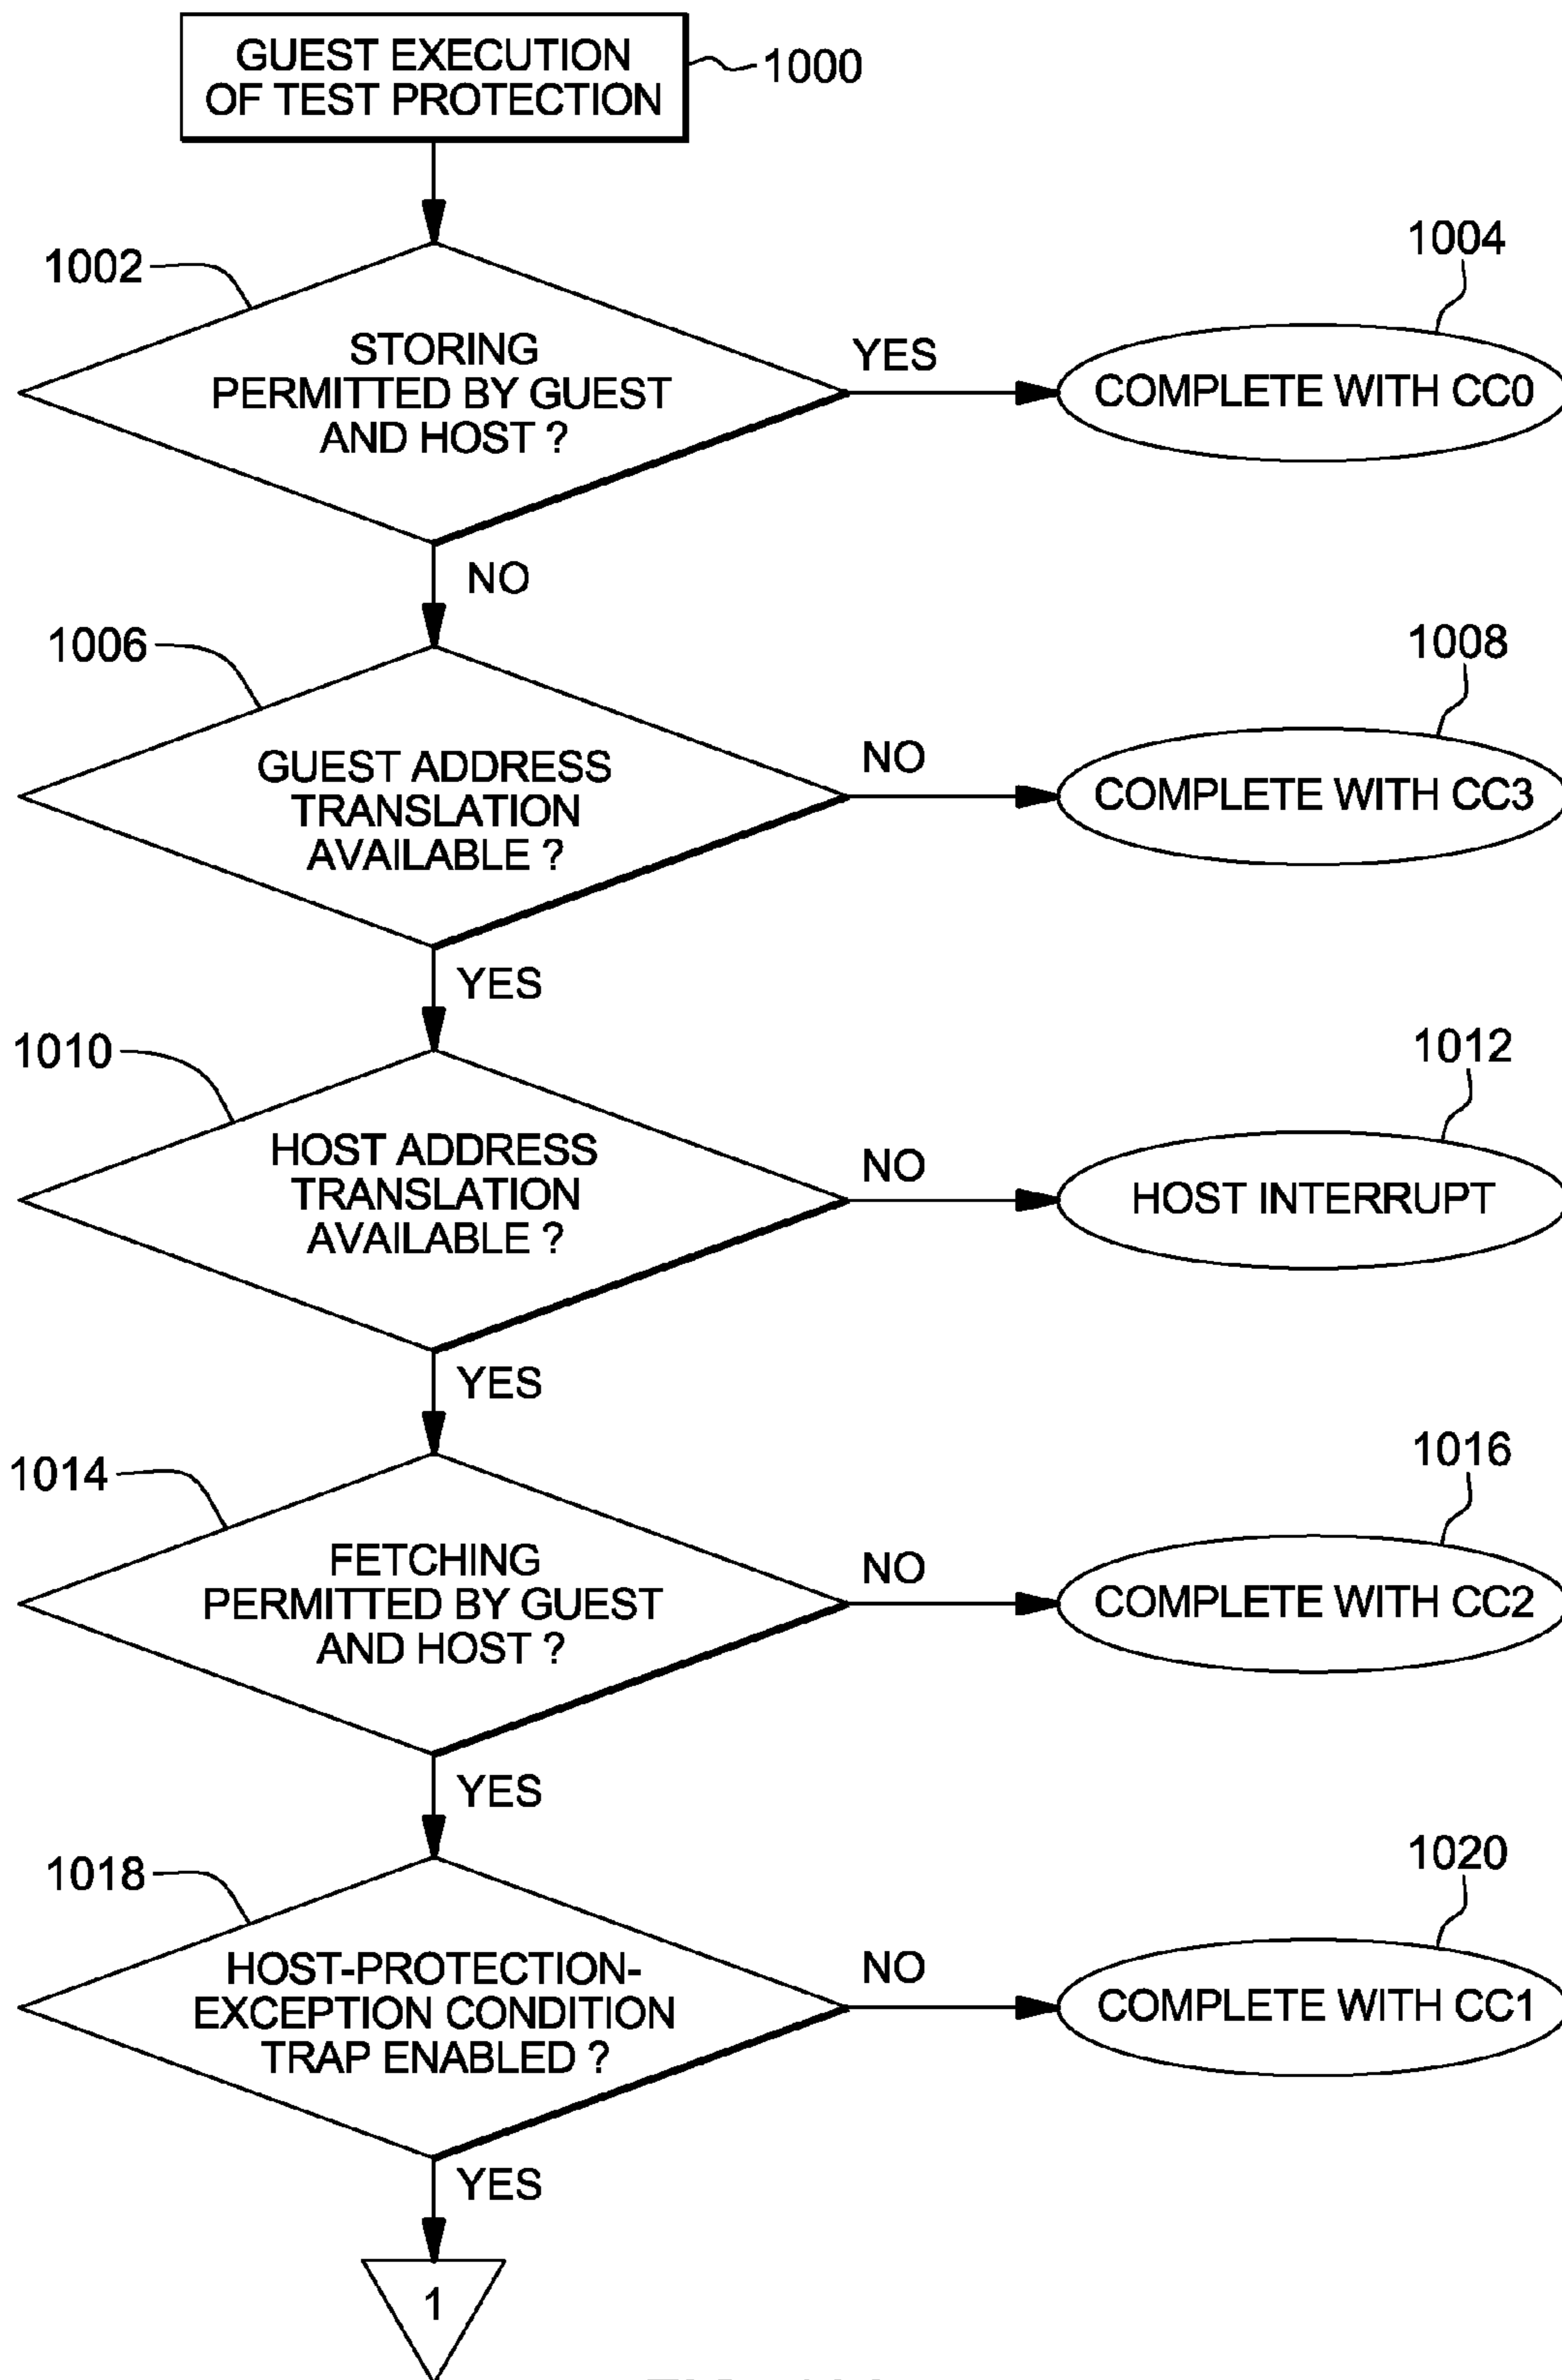 GUEST EXECUTION
OF TEST PROTECTION
1000
1002
STORING
PERMITTED BY GUEST
AND HOST ?
YES
1004
COMPLETE WITH CC0
NO
1006
GUEST ADDRESS
TRANSLATION
AVAILABLE ?
NO
1008
COMPLETE WITH CC3
YES
1010
HOST ADDRESS
TRANSLATION
AVAILABLE ?
NO
1012
HOST INTERRUPT
YES
1014
FETCHING
PERMITTED BY GUEST
AND HOST ?
NO
1016
COMPLETE WITH CC2
YES
1018
HOST-PROTECTION-
EXCEPTION CONDITION
TRAP ENABLED ?
NO
1020
COMPLETE WITH CC1
YES
1